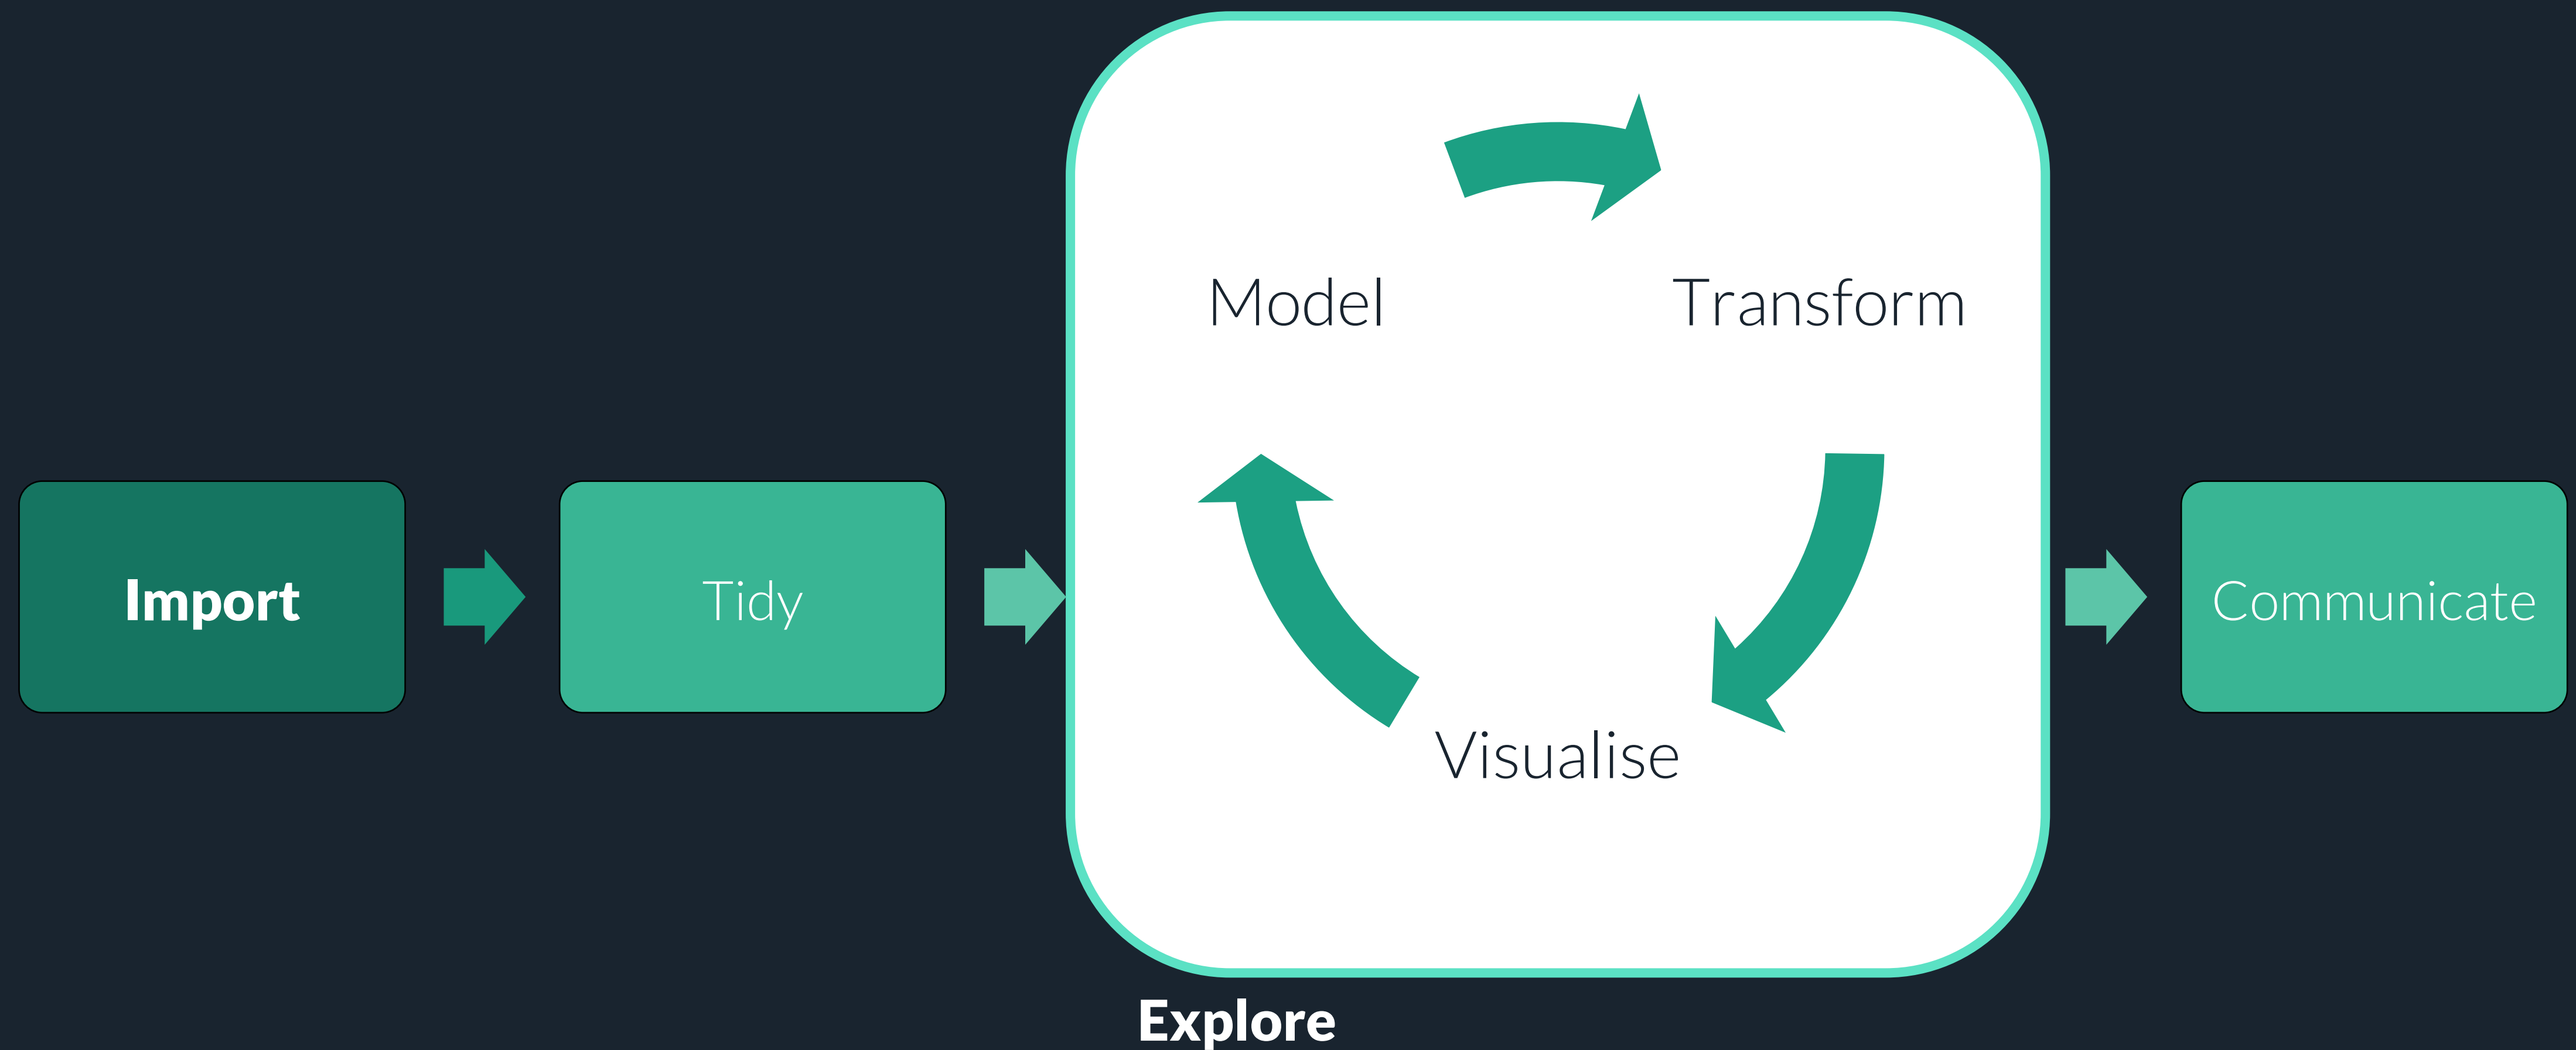 Model
Transform
Import
Tidy
Communicate
Visualise
Explore